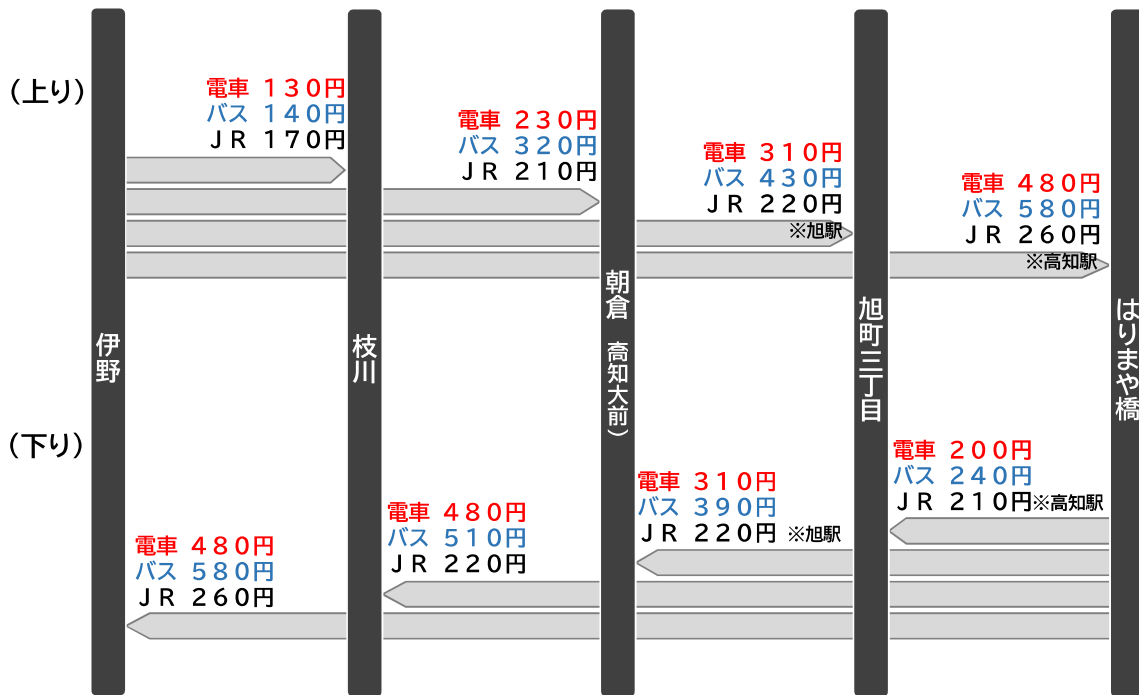 (上り)
電車 130円
バス 140円
JR 170円
電車 230円
バス 320円
JR 210円
電車 310円
バス 430円
JR 220円
※旭駅
電車 480円
バス 580円
JR 260円
※高知駅
伊野
枝川
朝倉(高知大前)
旭町三丁目
はりまや橋
(下り)
電車 200円
バス 240円
JR 210円※高知駅
電車 310円
バス 390円
JR 220円 ※旭駅
電車 480円
バス 510円
JR 220円
電車 480円
バス 580円
JR 260円